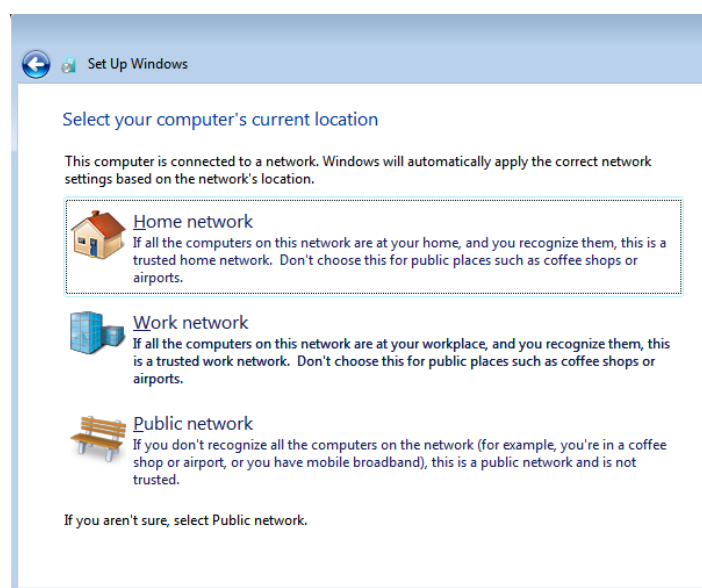 Set Up Windows
Select your computer's current location
This computer is connected to a network. Windows will automatically apply the correct network
settings based on the network's location.
Home network
If all the computers on this network are at your home, and you recognize them, this is a
trusted home network.  Don't choose this for public places such as coffee shops or
airports.
Work network
If all the computers on this network are at your workplace, and you recognize them, this
is a trusted work network.  Don't choose this for public places such as coffee shops or
airports.
Public network
If you don't recognize all the computers on the network (for example, you're in a coffee
shop or airport, or you have mobile broadband), this is a public network and is not
trusted.
If you aren't sure, select Public network.